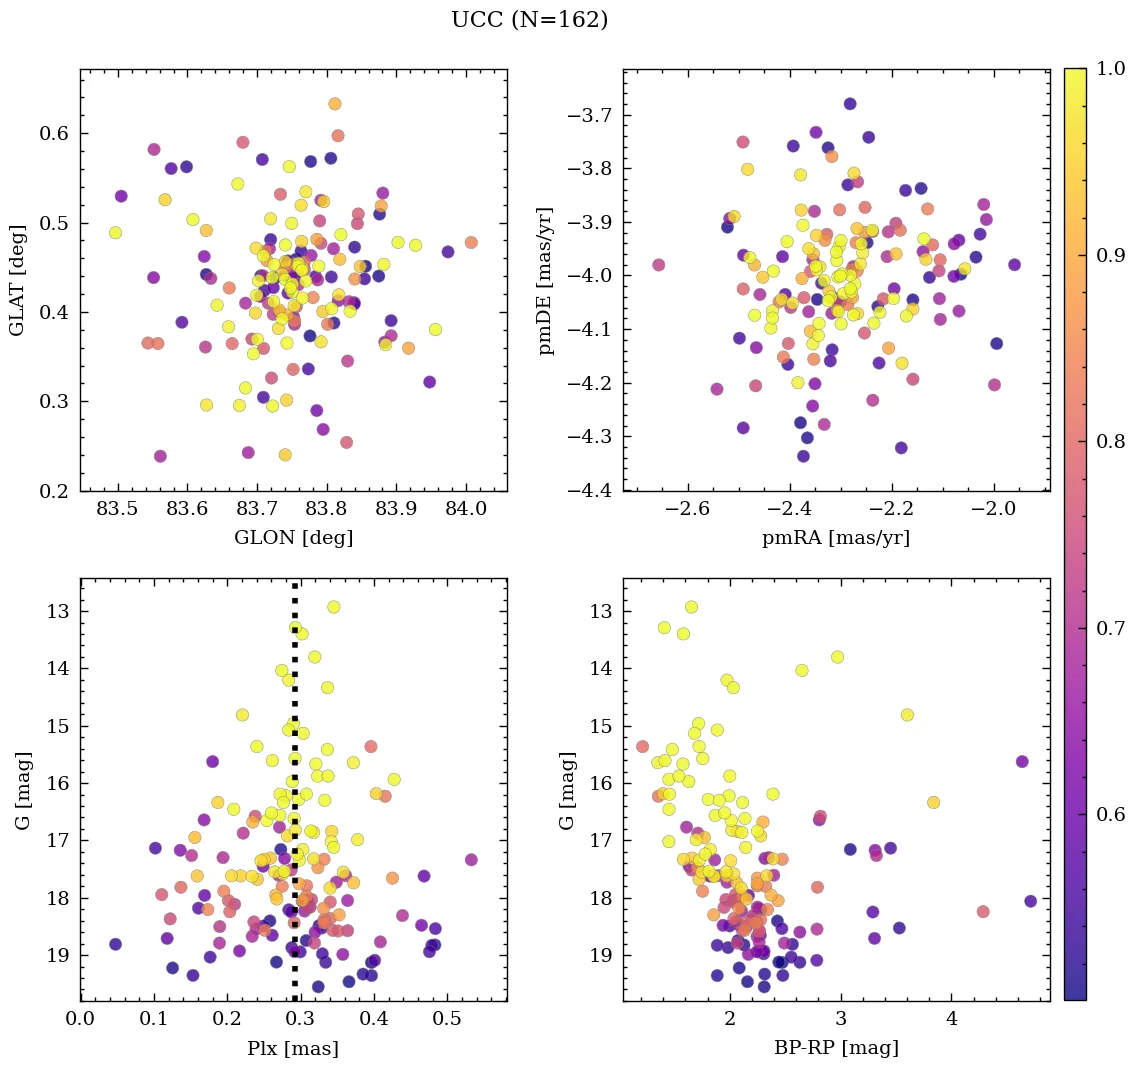 UCC (N=162)
0.6
0.5
0.4
0.3
0.2
GLAT [deg]
83.5 83.6 83.7 83.8 83.9 84.0
GLON [deg]
−3.7
−3.8
−3.9
−4.0
−4.1
−4.2
−4.3
−4.4
pmDE [mas/yr]
−2.6 −2.4 −2.2 −2.0
pmRA [mas/yr]
1.0
0.9
0.8
0.7
0.6
13
14
15
16
17
18
19
G [mag]
0.0 0.1 0.2 0.3 0.4 0.5
Plx [mas]
13
14
15
16
17
18
19
G [mag]
2 3 4
BP-RP [mag]